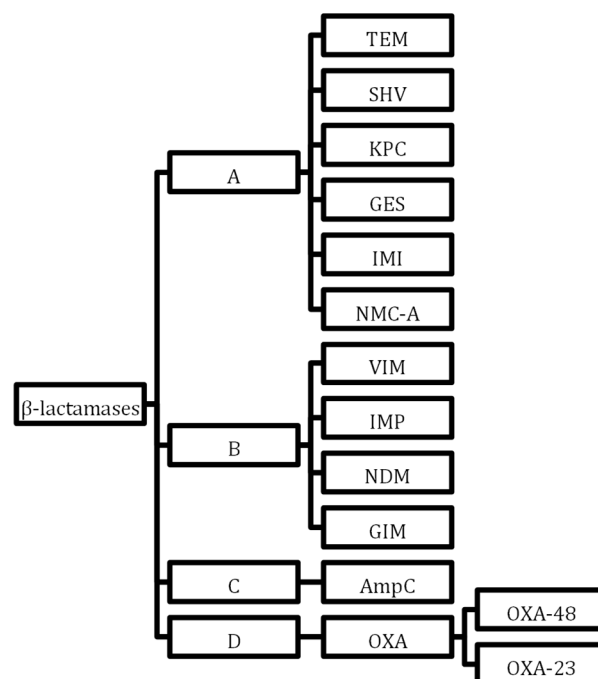 TEM
SHV
KPC
A
GES
IMI
NMC-A
VIM
β-lactamases
IMP
B
NDM
GIM
C
AmpC
OXA-48
D
OXA
OXA-23